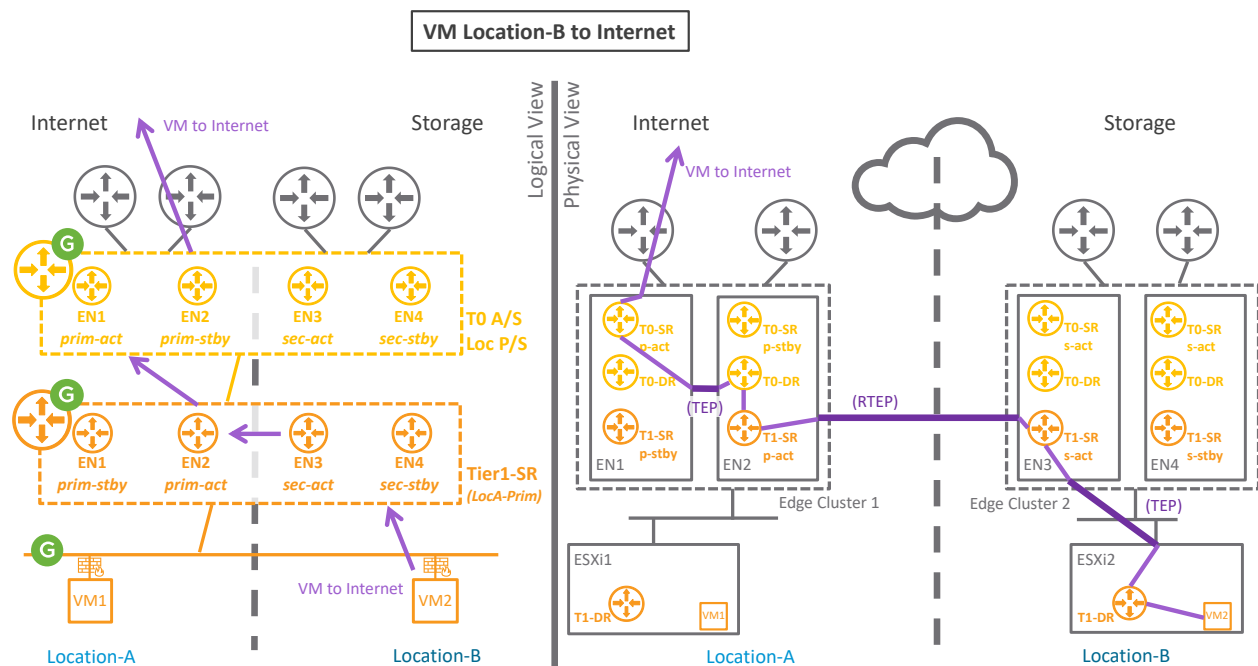 VM Location-B to Internet
Logical View
Physical View
Internet
VM to Internet
Storage
G
EN1
prim-act
EN2
prim-stby
EN3
sec-act
EN4
sec-stby
T0 A/S
Loc P/S
G
EN1
prim-stby
EN2
prim-act
EN3
sec-act
EN4
sec-stby
Tier1-SR
(LocA-Prim)
G
VM1
VM to Internet
VM2
Location-A
Location-B
Internet
VM to Internet
Storage
T0-SR
p-act
T0-DR
T1-SR
p-stby
EN1
(TEP)
T0-SR
p-stby
T0-DR
T1-SR
p-act
EN2
(RTEP)
T0-SR
s-act
T0-DR
T1-SR
s-act
EN3
T0-SR
s-act
T0-DR
T1-SR
s-stby
EN4
Edge Cluster 1
Edge Cluster 2
(TEP)
ESXi1
T1-DR
VM1
ESXi2
T1-DR
VM2
Location-A
Location-B